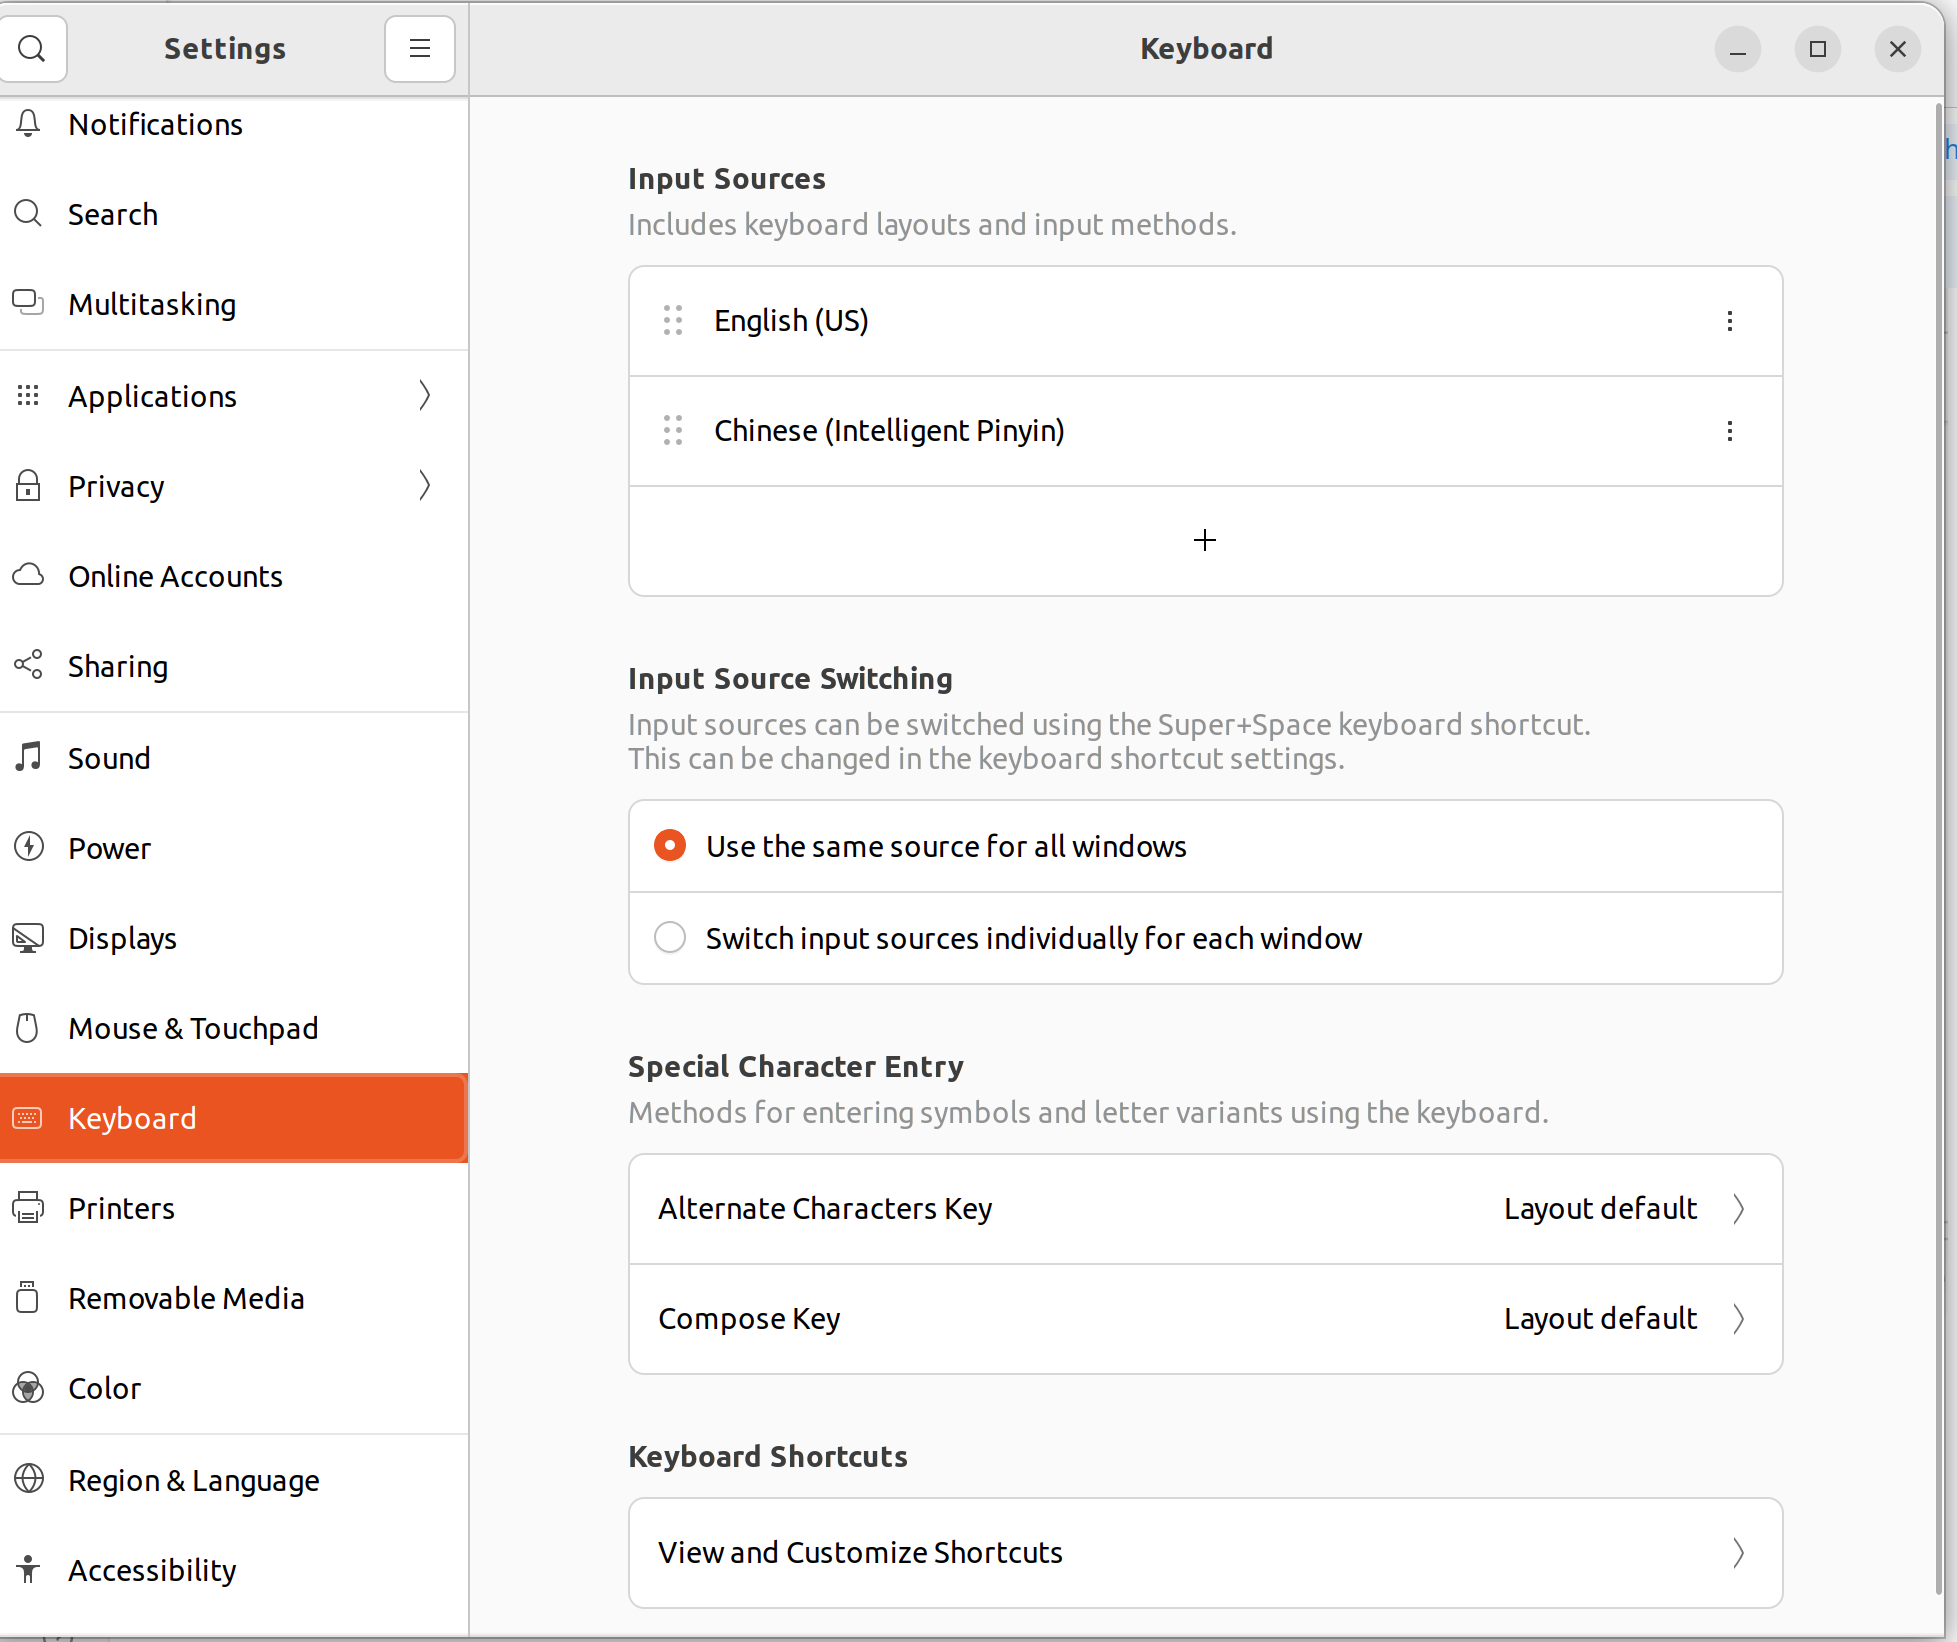 Settings
Keyboard
Notifications
Search
Multitasking
Applications
Privacy
Online Accounts
Sharing
Sound
Power
Displays
Mouse & Touchpad
Keyboard
Printers
Removable Media
Color
Region & Language
Accessibility
Input Sources
Includes keyboard layouts and input methods.
English (US)
Chinese (Intelligent Pinyin)
Input Source Switching
Input sources can be switched using the Super+Space keyboard shortcut.
This can be changed in the keyboard shortcut settings.
Use the same source for all windows
Switch input sources individually for each window
Special Character Entry
Methods for entering symbols and letter variants using the keyboard.
Alternate Characters Key Layout default
Compose Key Layout default
Keyboard Shortcuts
View and Customize Shortcuts